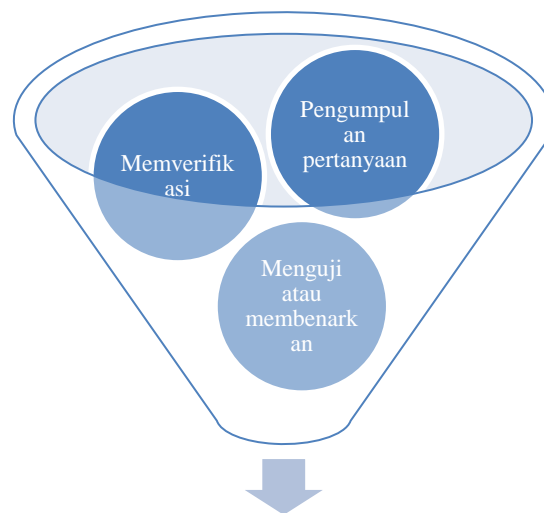 Pengumpul
an
pertanyaan
Memverifik
asi
Menguji
atau
membenark
an